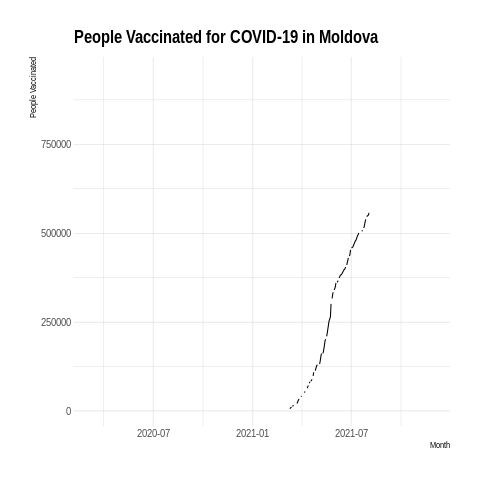 People Vaccinated for COVID-19 in Moldova
People Vaccinated
750000
500000
250000
0
2020-07 2021-01 2021-07
Month